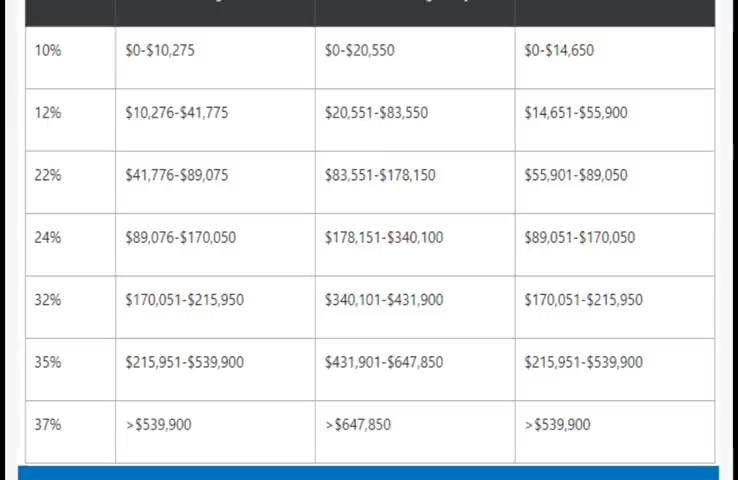 10% $0-$10,275 $0-$20,550 $0-$14,650
12% $10,276-$41,775 $20,551-$83,550 $14,651-$55,900
22% $41,776-$89,075 $83,551-$178,150 $55,901-$89,050
24% $89,076-$170,050 $178,151-$340,100 $89,051-$170,050
32% $170,051-$215,950 $340,101-$431,900 $170,051-$215,950
35% $215,951-$539,900 $431,901-$647,850 $215,951-$539,900
37% >$539,900 >$647,850 >$539,900